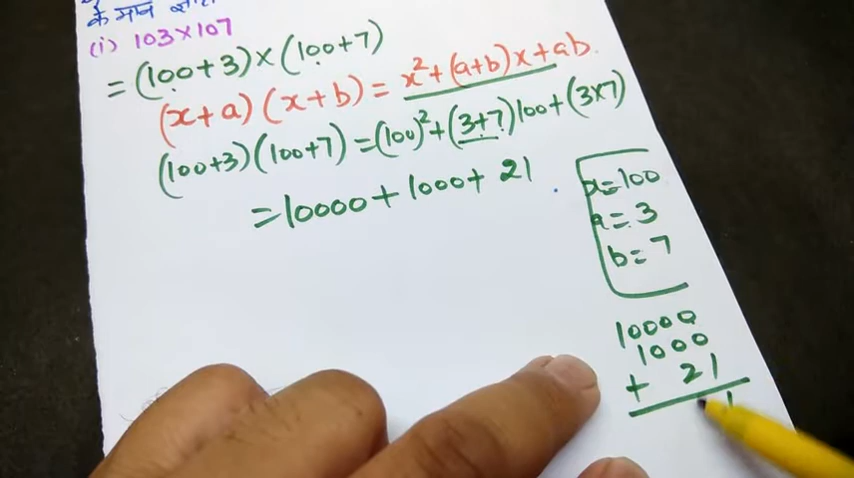 के मान
(i) 103×107
= (100+3)×(100+7)
(x+a)(x+b) = x²+(a+b)x+ab.
(100+3)(100+7) = (100)²+(3+7)100+(3×7)
= 10000+1000+21
x=100
a=3
b=7
10000
1000
+ 21
1